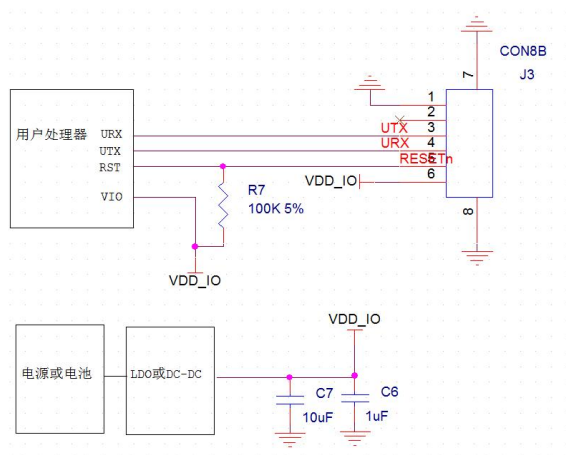 CON8B
J3
7
1
2
3
4
5
6
8
UTX
URX
RESETn
VDD_IO
用户处理器
URX
UTX
RST
VIO
R7
100K 5%
VDD_IO
VDD_IO
电源或电池
LDO或DC-DC
C7
10uF
C6
1uF